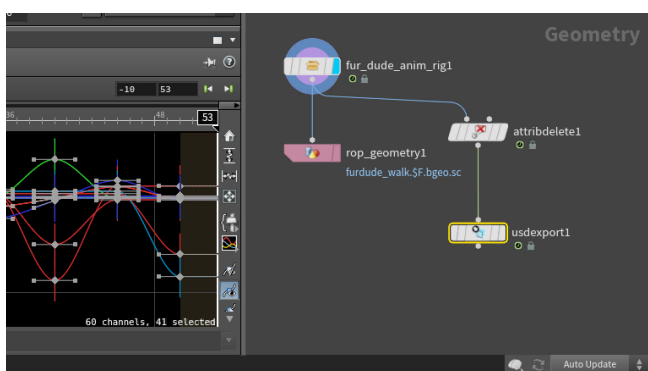 Geometry
fur_dude_anim_rig1
-10 53
36 48 53
attribdelete1
rop_geometry1
furdude_walk.$F.bgeo.sc
usdexport1
60 channels, 41 selected
Auto Update